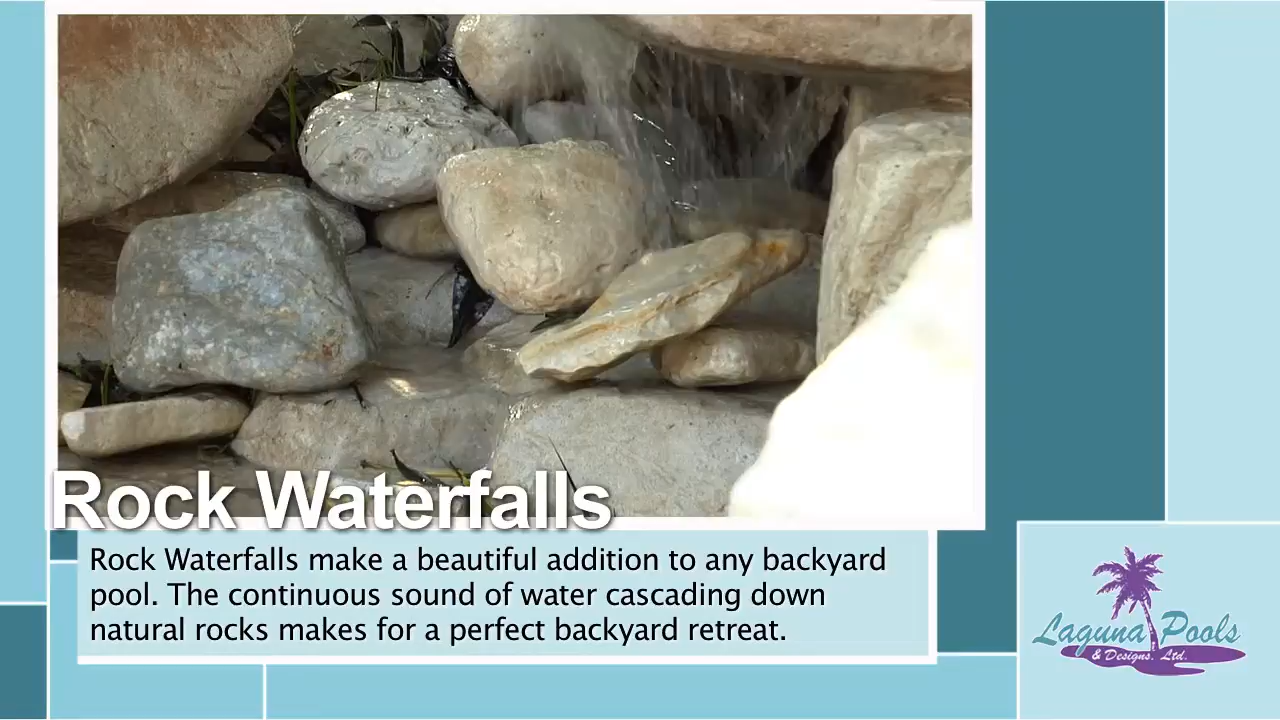 Rock Waterfalls
Rock Waterfalls make a beautiful addition to any backyard
pool. The continuous sound of water cascading down
natural rocks makes for a perfect backyard retreat.
Laguna Pools
& Designs, Ltd.